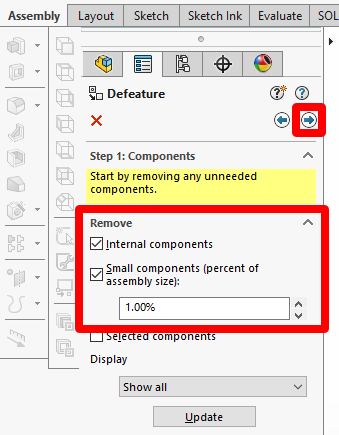 Assembly Layout Sketch Sketch Ink Evaluate SOL
Defeature
Step 1: Components
Start by removing any unneeded
components.
Remove
Internal components
Small components (percent of
assembly size):
1.00%
Selected components
Display
Show all
Update